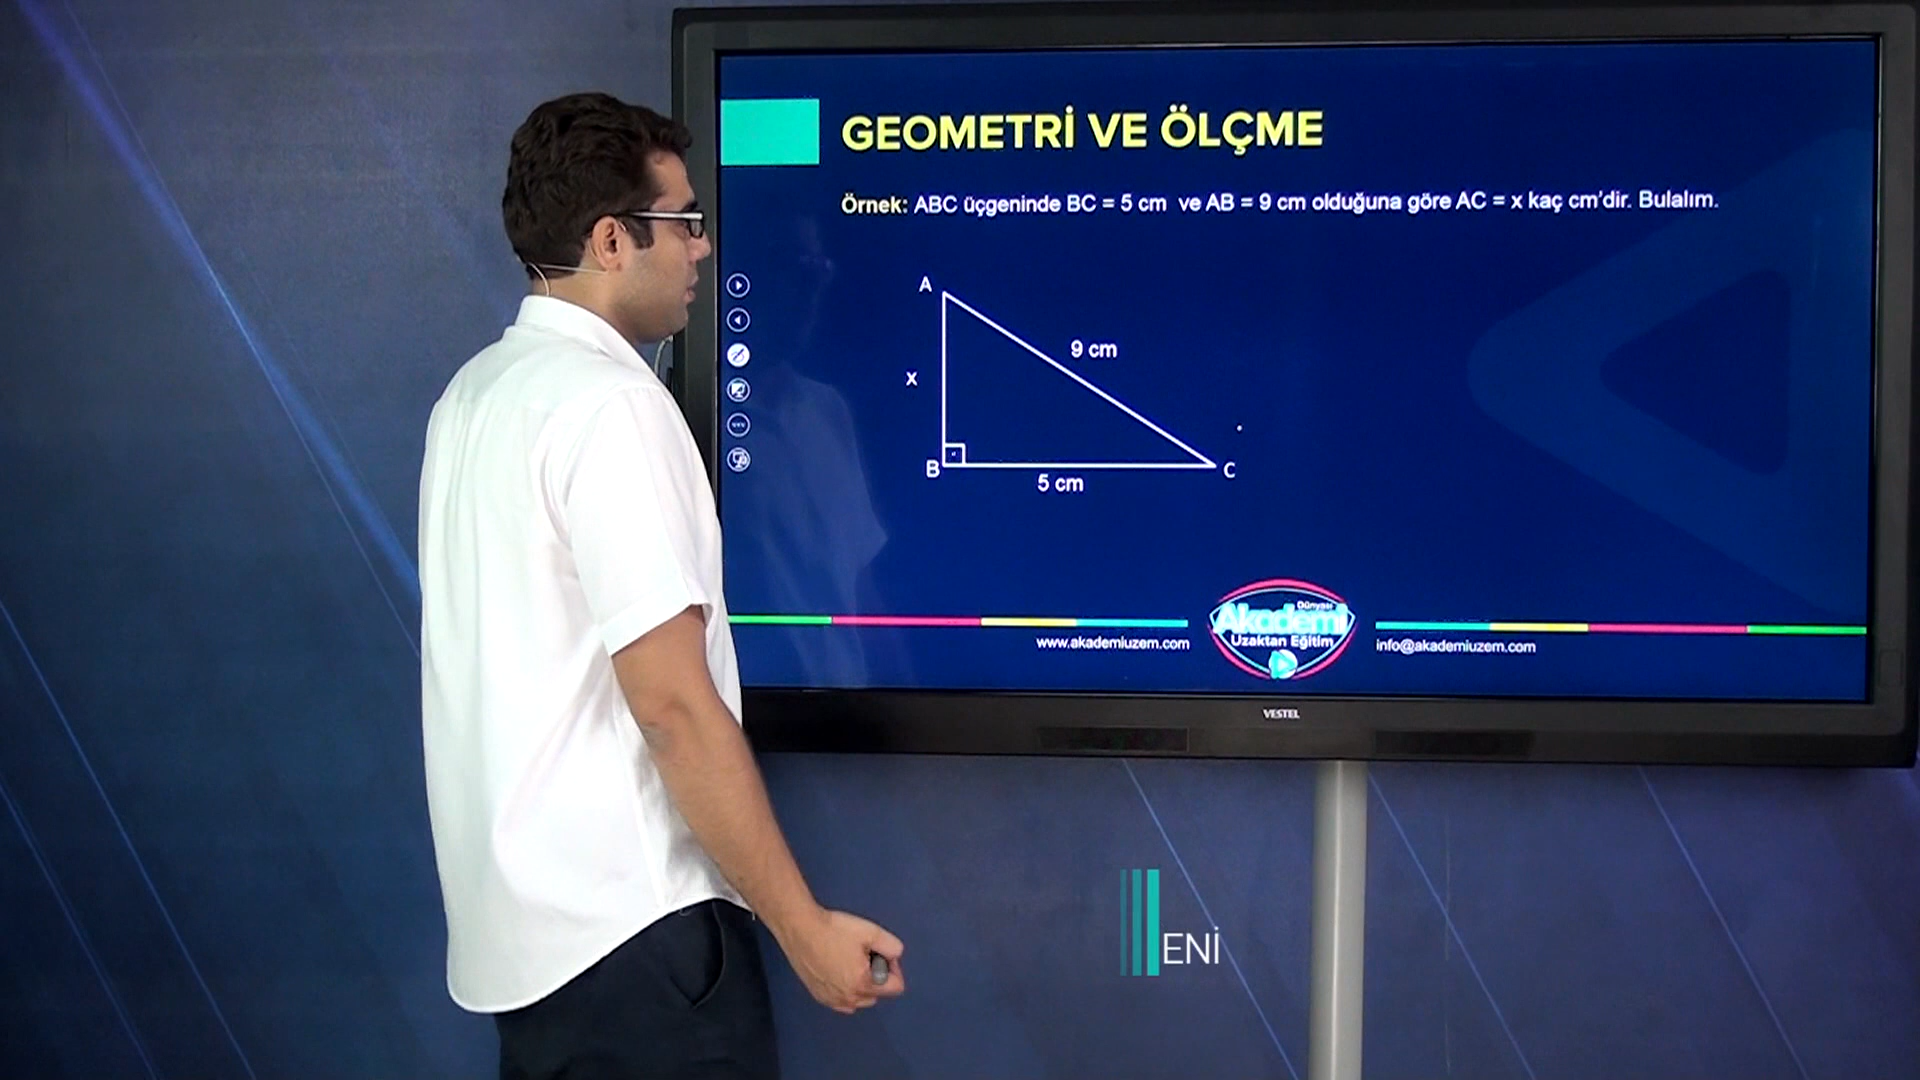 GEOMETRİ VE ÖLÇME
Örnek: ABC üçgeninde BC = 5 cm ve AB = 9 cm olduğuna göre AC = x kaç cm'dir. Bulalım.
A
9 cm
x
B
C
5 cm
Dünyası
Akademi
Uzaktan Eğitim
www.akademiuzem.com
info@akademiuzem.com
VESTEL
ENİ